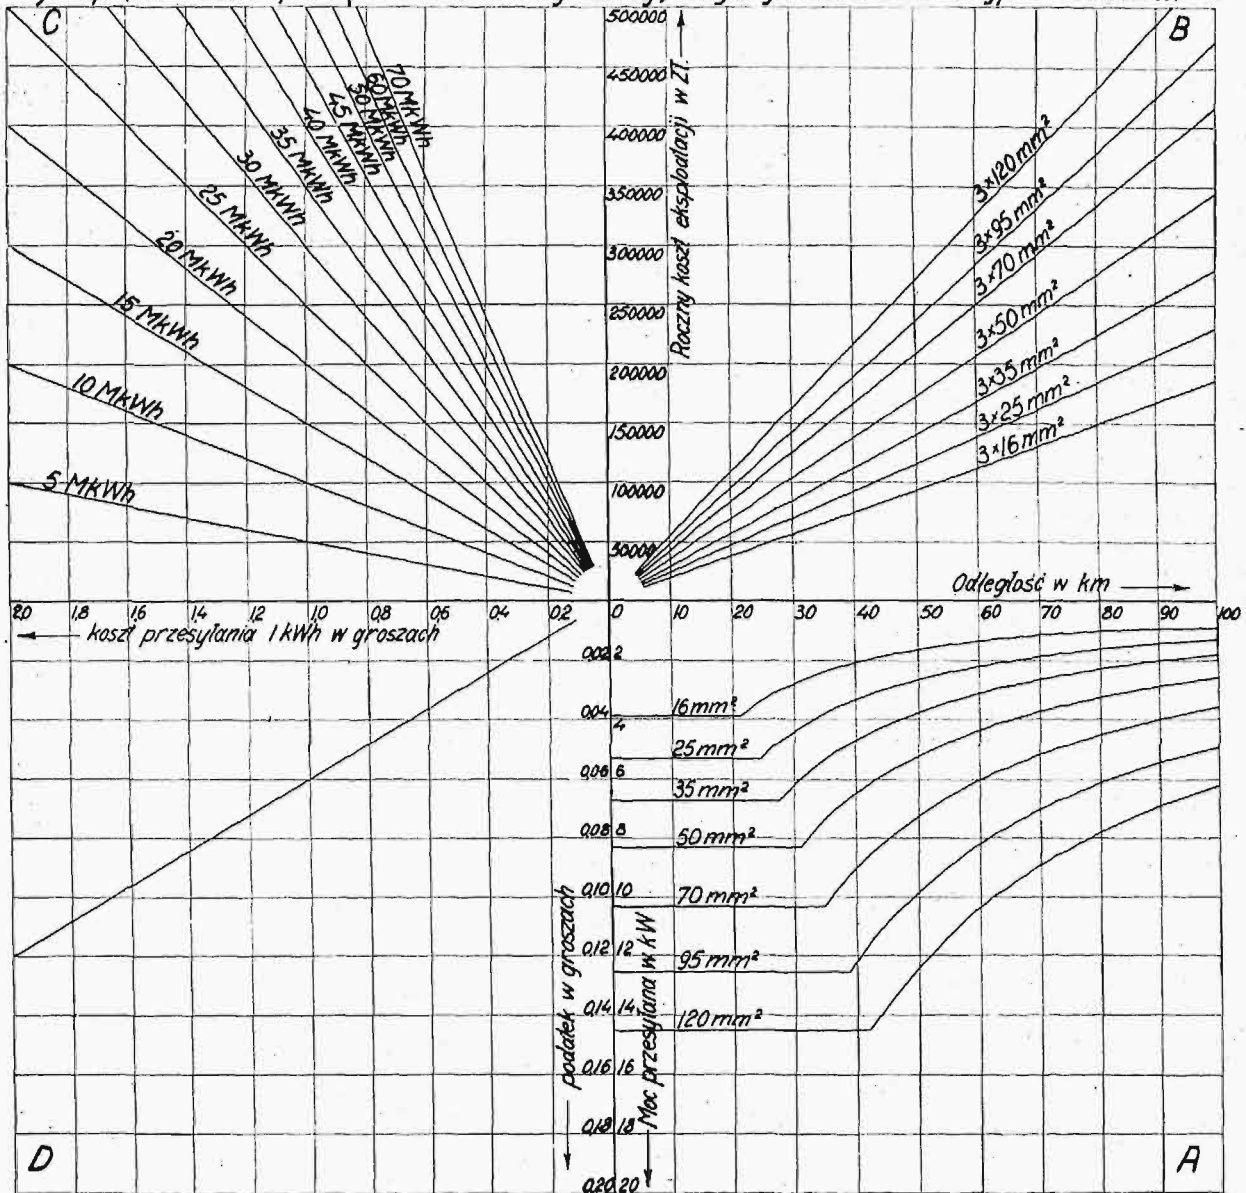 C
B
500000
450000
400000
350000
300000
250000
200000
150000
100000
50000
Roczny koszt eksploatacji w Zł.
70 MkWh
60 MkWh
50 MkWh
45 MkWh
40 MkWh
35 MkWh
30 MkWh
25 MkWh
20 MkWh
15 MkWh
10 MkWh
5 MkWh
3×120 mm²
3×95 mm²
3×70 mm²
3×50 mm²
3×35 mm²
3×25 mm²
3×16 mm²
Odległość w km
2,0 1,8 1,6 1,4 1,2 1,0 0,8 0,6 0,4 0,2 0 10 20 30 40 50 60 70 80 90 100
koszt przesyłania 1 kWh w groszach
0,02 2
0,04 4
0,06 6
0,08 8
0,10 10
0,12 12
0,14 14
0,16 16
0,18 18
0,20 20
16 mm²
25 mm²
35 mm²
50 mm²
70 mm²
95 mm²
120 mm²
podatek w groszach
Moc przesyłana w kW
D
A